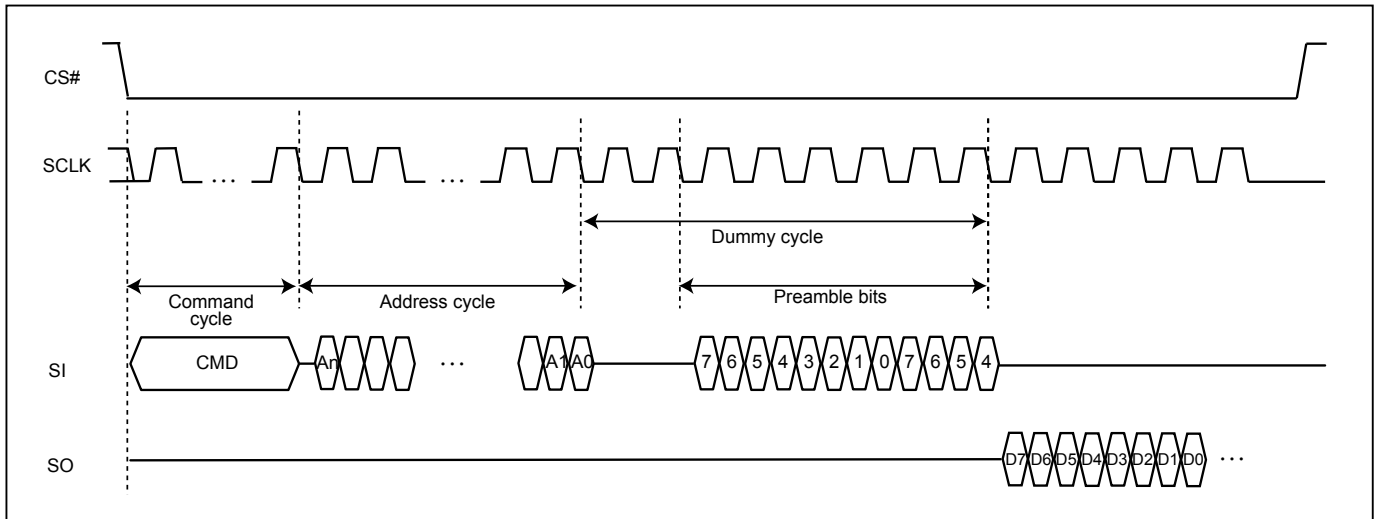 CS#
SCLK
...
...
Dummy cycle
Command
cycle
Address cycle
Preamble bits
SI
CMD
An
...
A1
A0
7
6
5
4
3
2
1
0
7
6
5
4
SO
D7
D6
D5
D4
D3
D2
D1
D0
...